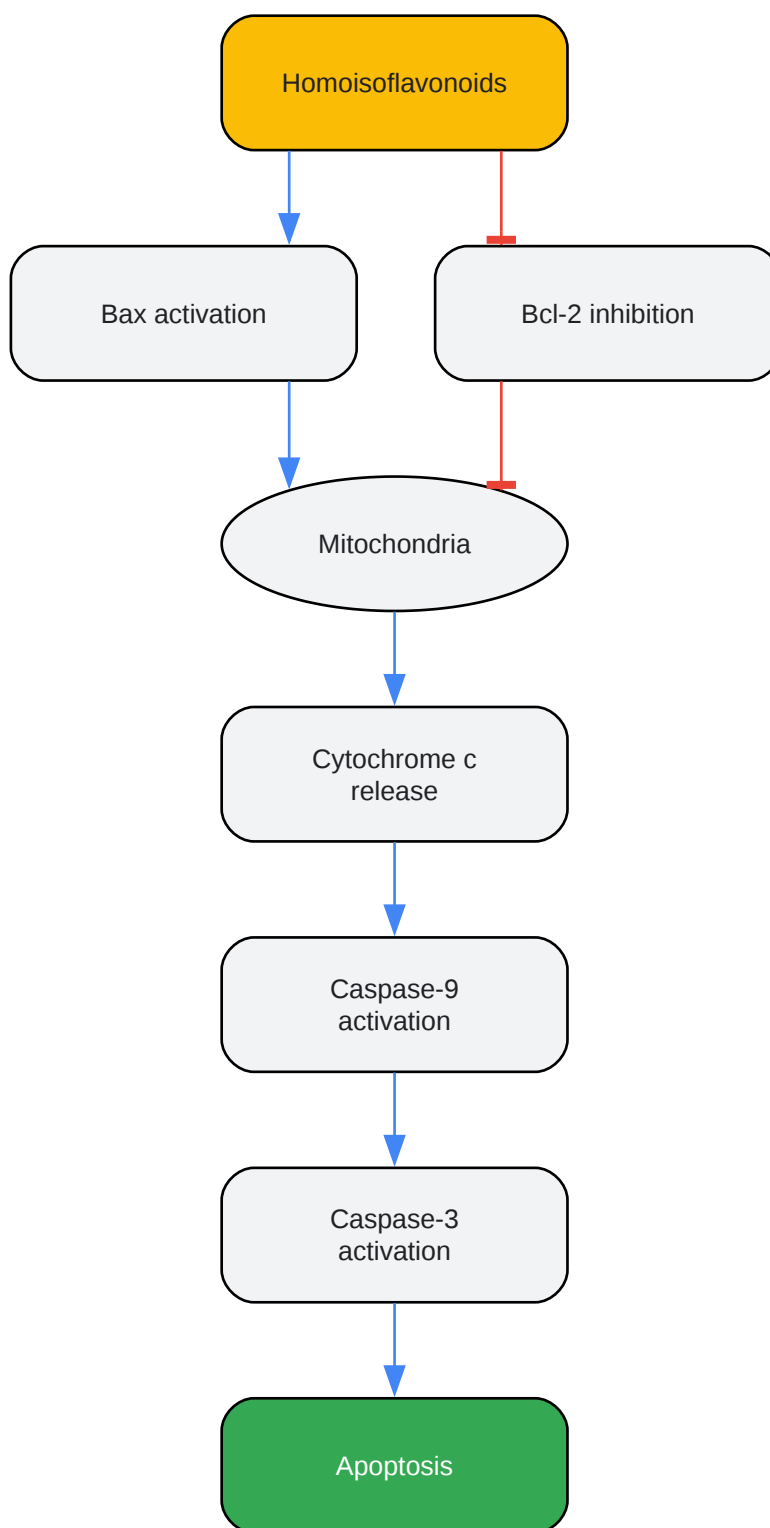 Homoisoflavonoids
Bax activation
Bcl-2 inhibition
Mitochondria
Cytochrome c
release
Caspase-9
activation
Caspase-3
activation
Apoptosis